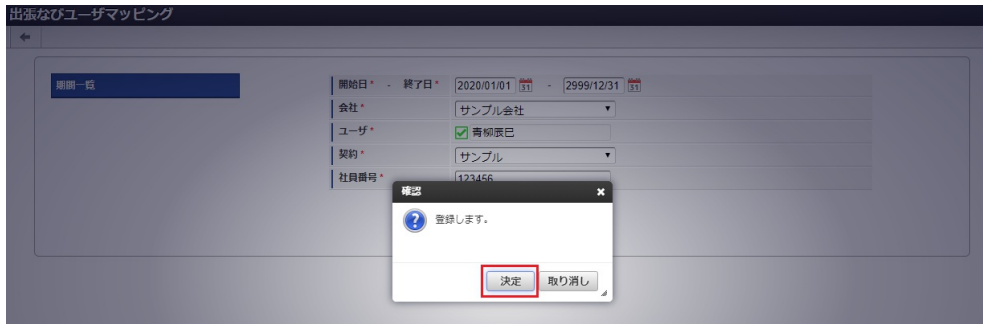 出張なびユーザマッピング
期間一覧
開始日* - 終了日* 2020/01/01 31 - 2999/12/31 31
会社* サンプル会社
ユーザ* 青柳辰巳
契約* サンプル
社員番号* 123456
確認
登録します。
決定 取り消し